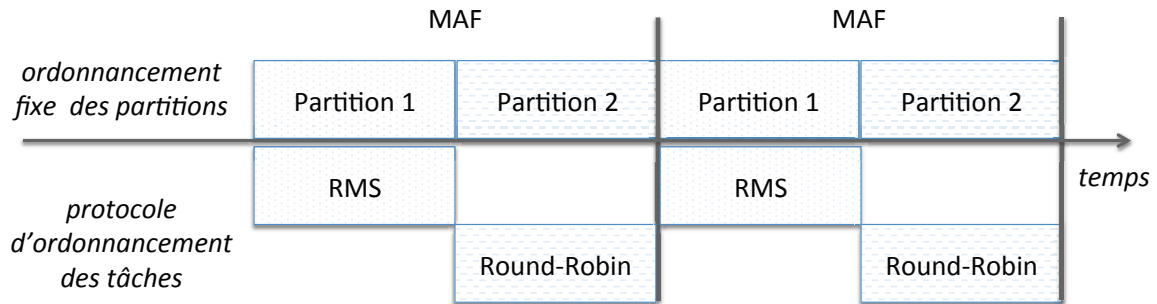 MAF
MAF
ordonnancement
fixe des partitions
Partition 1
Partition 2
Partition 1
Partition 2
temps
RMS
RMS
protocole
d'ordonnancement
des tâches
Round-Robin
Round-Robin